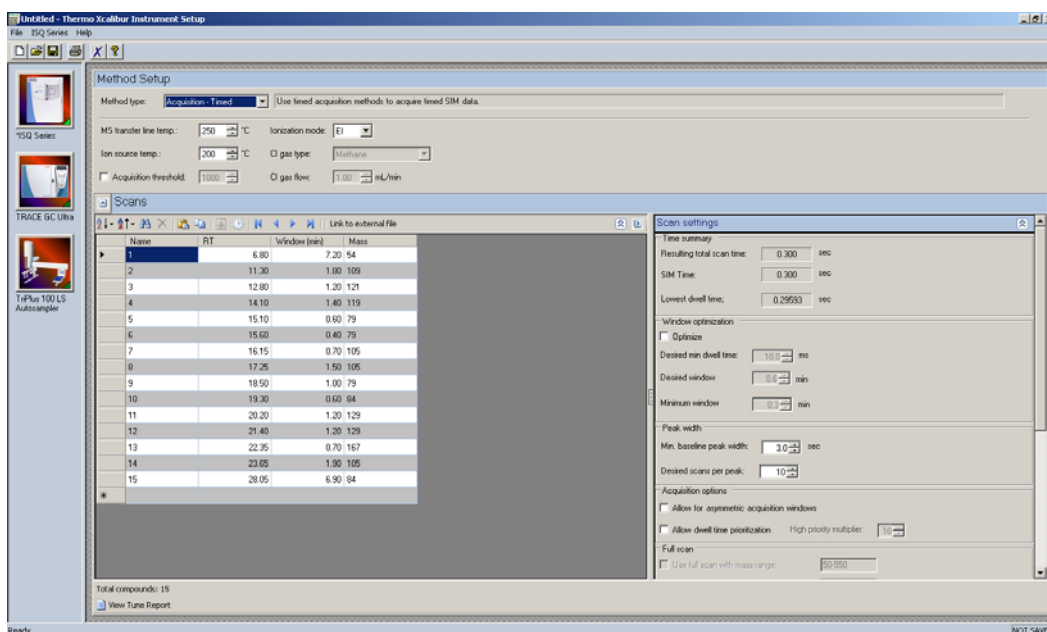 Untitled - Thermo Xcalibur Instrument Setup
File ISQ Series Help
Method Setup
Method type: Acquisition - Timed Use timed acquisition methods to acquire timed SIM data.
MS transfer line temp.: 250 °C Ionization mode: EI
Ion source temp.: 200 °C CI gas type: Methane
Acquisition threshold: 1000 CI gas flow: 1.00 mL/min
*ISQ Series
TRACE GC Ultra
TriPlus 100 LS
Autosampler
Scans
Link to external file
Name RT Window (min) Mass
1 6.80 7.20 54
2 11.30 1.80 109
3 12.80 1.20 121
4 14.10 1.40 119
5 15.10 0.60 79
6 15.60 0.40 79
7 16.15 0.70 105
8 17.25 1.50 105
9 18.50 1.00 79
10 19.30 0.60 84
11 20.20 1.20 129
12 21.40 1.20 129
13 22.35 0.70 167
14 23.65 1.90 105
15 28.05 6.90 84
Scan settings
Time summary
Resulting total scan time: 0.300 sec
SIM Time: 0.300 sec
Lowest dwell time: 0.29593 sec
Window optimization
Optimize
Desired min dwell time: 10.0 ms
Desired window min
Minimum window 0.3 min
Peak width
Min. baseline peak width: 3.0 sec
Desired scans per peak: 10
Acquisition options
Allow for asymmetric acquisition windows
Allow dwell time prioritization High priority multiplier: 10
Full scan
Use full scan with mass range: 50-550
Total compounds: 15
View Tune Report
Ready
NOT SAVE